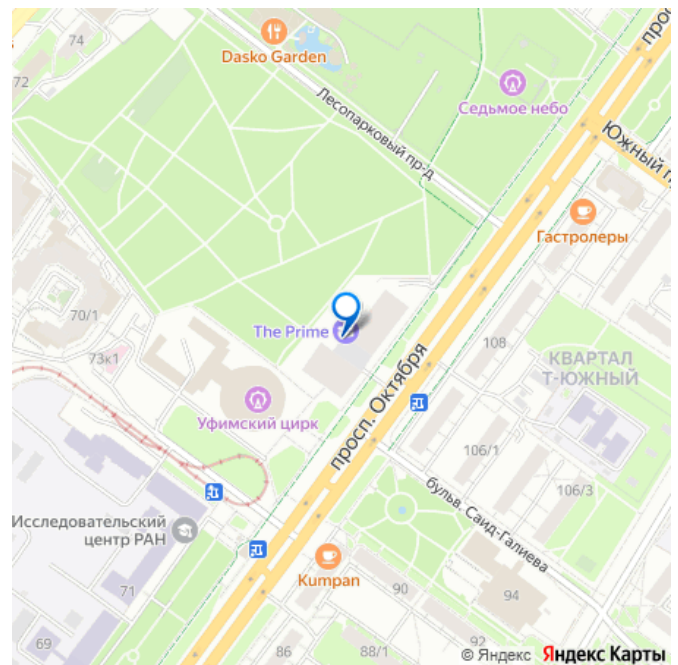 74
72
Dasko Garden
Лесопарковый пр-д
Седьмое небо
Южный п
Гастролеры
70/1
73к1
The Prime
Уфимский цирк
просп. Октября
108
КВАРТАЛ
Т-ЮЖНЫЙ
106/1
106/3
бульв. Саид-Галиева
Исследовательский
центр РАН
Kumpan
71
69
90
94
92
86
88/1
© Яндекс Яндекс Карты